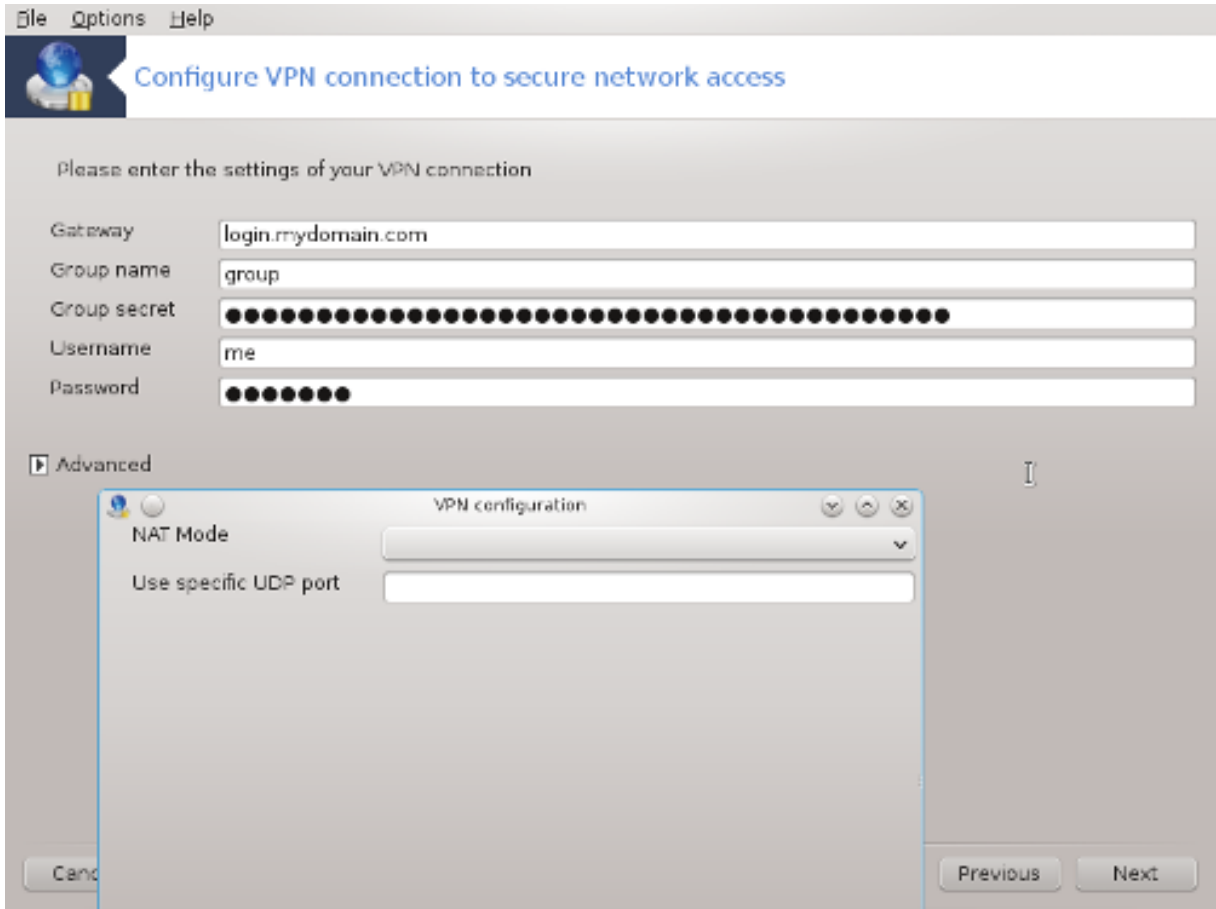 File Options Help
Configure VPN connection to secure network access
Please enter the settings of your VPN connection
Gateway login.mydomain.com
Group name group
Group secret ●●●●●●●●●●●●●●●●●●●●●●●●●●●●●●●●●●●●●●●●
Username me
Password ●●●●●●●
Advanced
VPN configuration
NAT Mode
Use specific UDP port
Canc
Previous Next